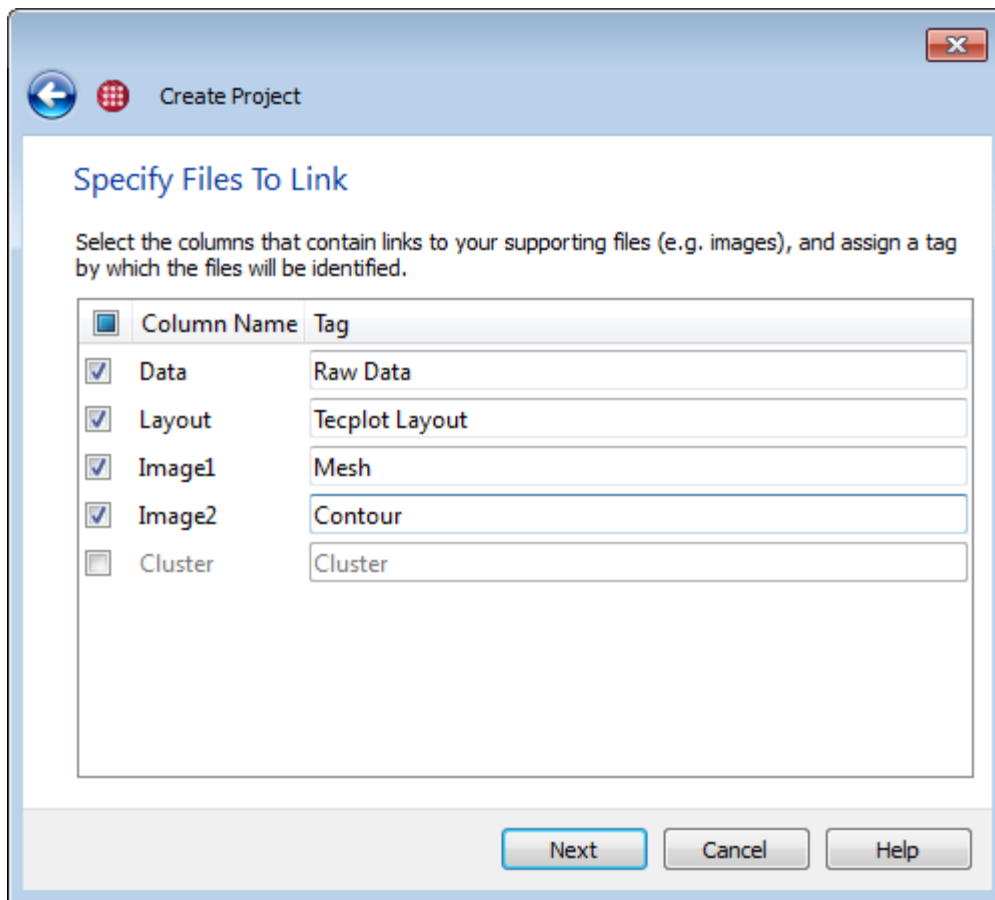 Create Project
Specify Files To Link
Select the columns that contain links to your supporting files (e.g. images), and assign a tag
by which the files will be identified.
Column Name Tag
Data Raw Data
Layout Tecplot Layout
Image1 Mesh
Image2 Contour
Cluster Cluster
Next Cancel Help